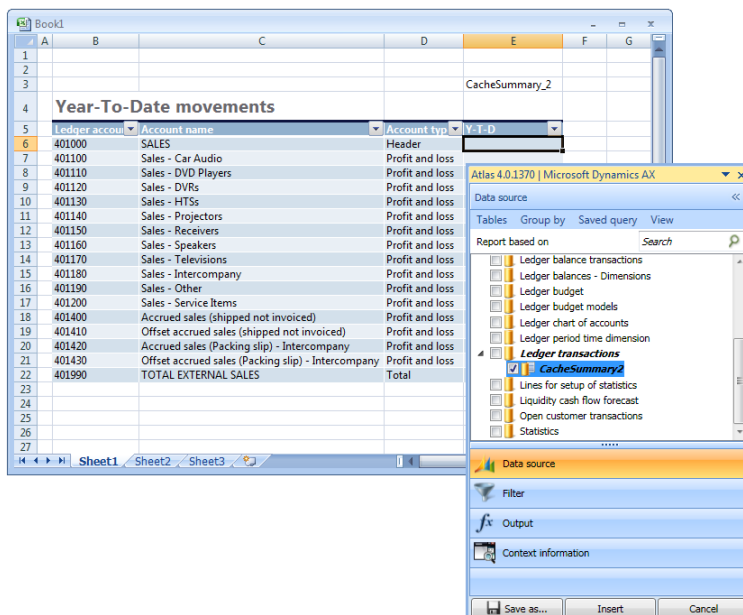 Book1
A B C D E F G
1
2
3 CacheSummary_2
4 Year-To-Date movements
5 Ledger accou Account name Account typ Y-T-D
6 401000 SALES Header
7 401100 Sales - Car Audio Profit and loss
8 401110 Sales - DVD Players Profit and loss
9 401120 Sales - DVRs Profit and loss
10 401130 Sales - HTSs Profit and loss
11 401140 Sales - Projectors Profit and loss
12 401150 Sales - Receivers Profit and loss
13 401160 Sales - Speakers Profit and loss
14 401170 Sales - Televisions Profit and loss
15 401180 Sales - Intercompany Profit and loss
16 401190 Sales - Other Profit and loss
17 401200 Sales - Service Items Profit and loss
18 401400 Accrued sales (shipped not invoiced) Profit and loss
19 401410 Offset accrued sales (shipped not invoiced) Profit and loss
20 401420 Accrued sales (Packing slip) - Intercompany Profit and loss
21 401430 Offset accrued sales (Packing slip) - Intercompany Profit and loss
22 401990 TOTAL EXTERNAL SALES Total
23
24
25
26
27
Sheet1 Sheet2 Sheet3
Atlas 4.0.1370 | Microsoft Dynamics AX
Data source
Tables Group by Saved query View
Report based on Search
Ledger balance transactions
Ledger balances - Dimensions
Ledger budget
Ledger budget models
Ledger chart of accounts
Ledger period time dimension
Ledger transactions
CacheSummary2
Lines for setup of statistics
Liquidity cash flow forecast
Open customer transactions
Statistics
Data source
Filter
fx Output
Context information
Save as... Insert Cancel